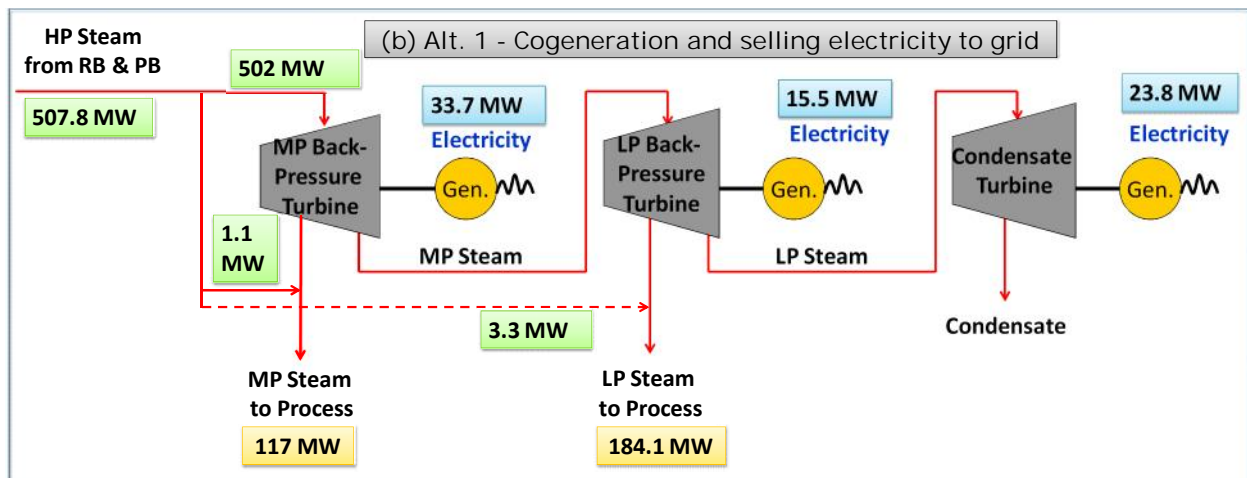 (b) Alt. 1 - Cogeneration and selling electricity to grid
HP Steam
from RB & PB
502 MW
507.8 MW
33.7 MW
Electricity
15.5 MW
Electricity
23.8 MW
Electricity
MP Back-
Pressure
Turbine
Gen.
LP Back-
Pressure
Turbine
Gen.
Condensate
Turbine
Gen.
1.1
MW
MP Steam
LP Steam
3.3 MW
Condensate
MP Steam
to Process
117 MW
LP Steam
to Process
184.1 MW